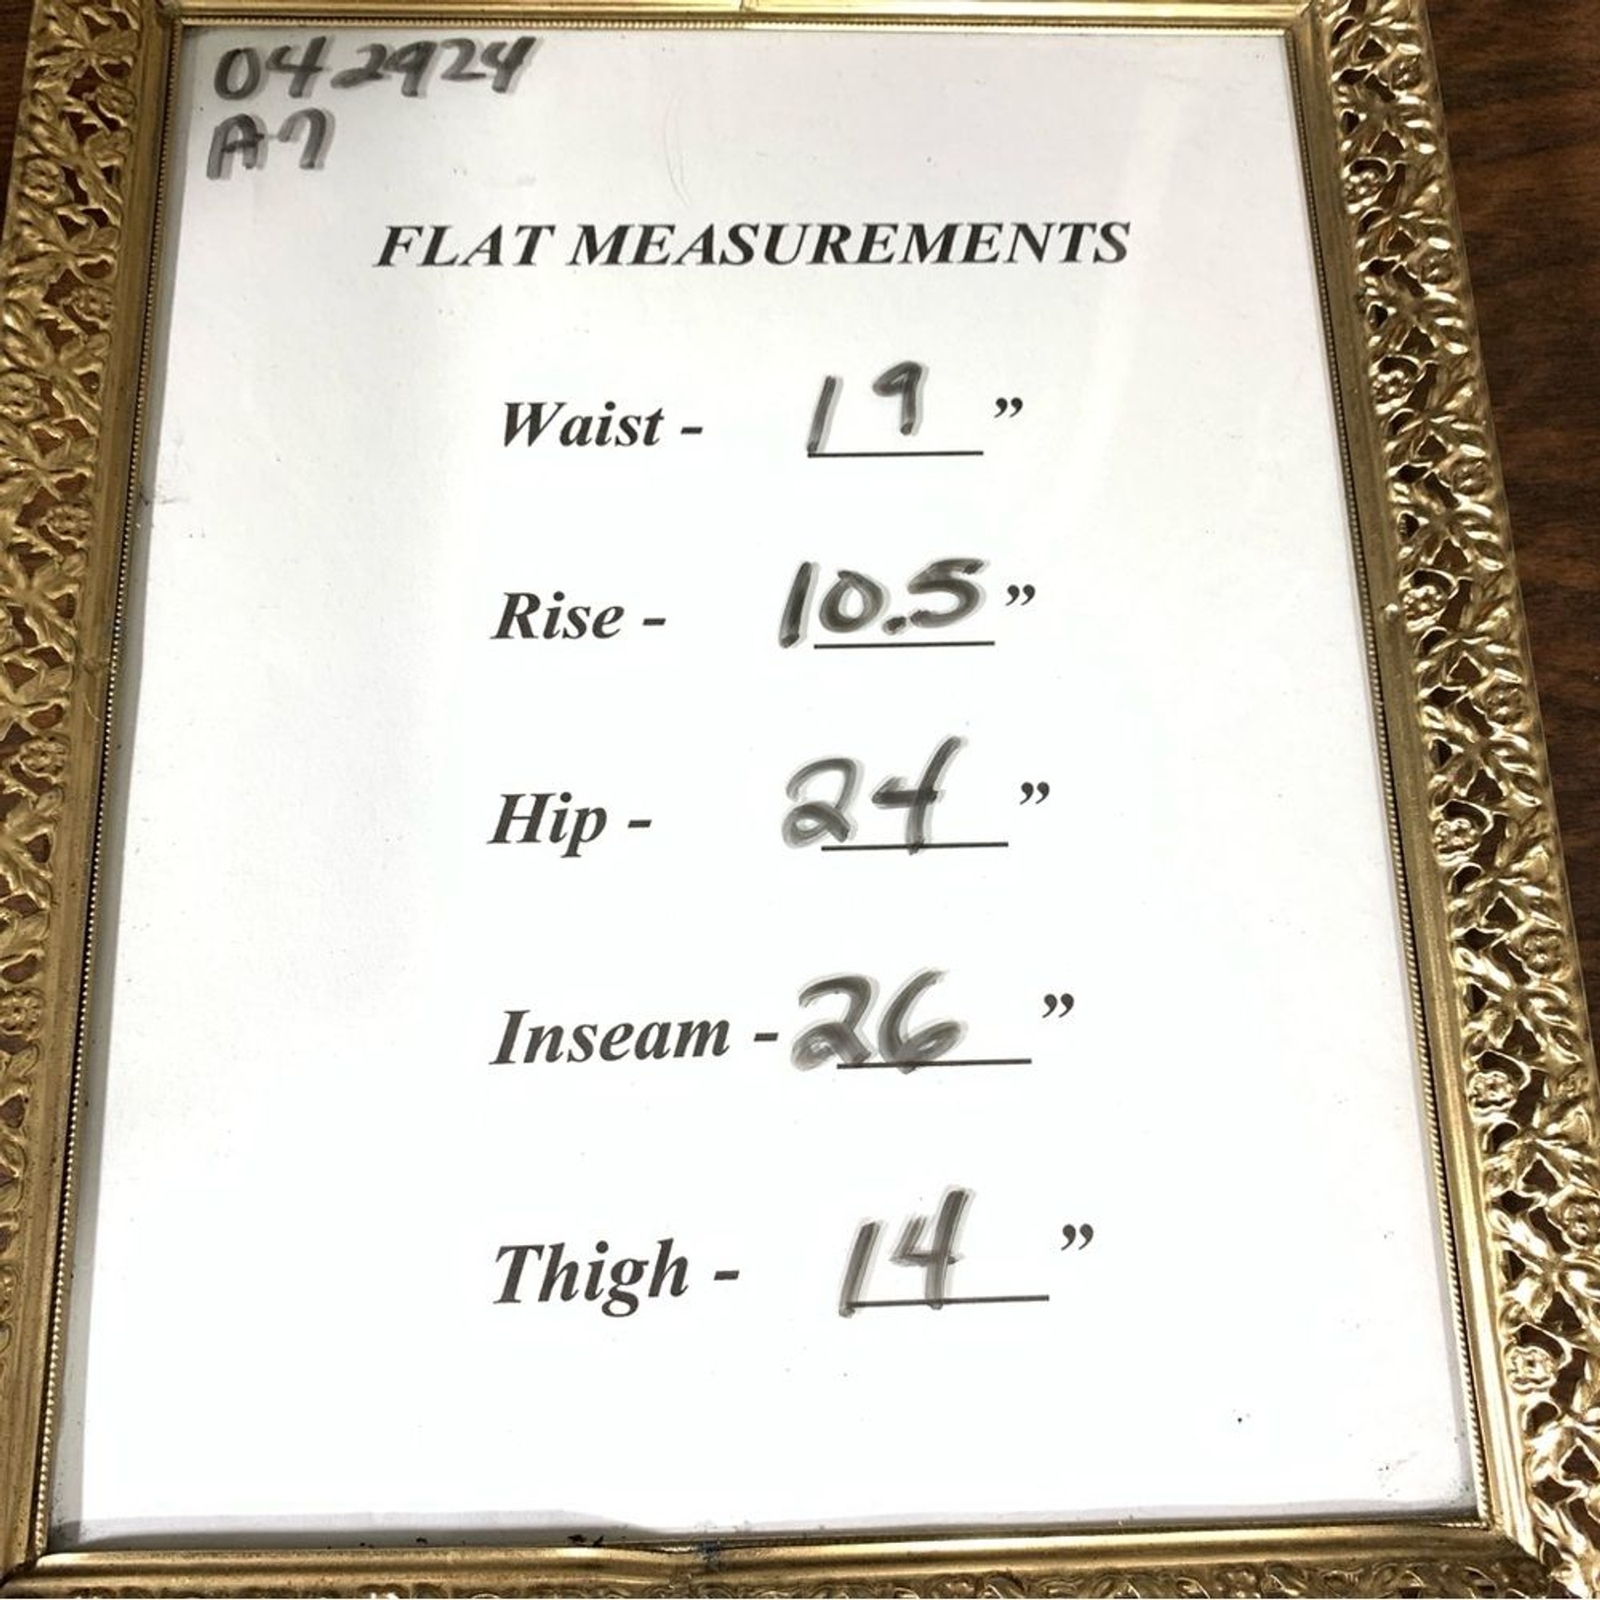 042924
A7
FLAT MEASUREMENTS
Waist - 19 ”
Rise - 10.5 ”
Hip - 24 ”
Inseam - 26 ”
Thigh - 14 ”